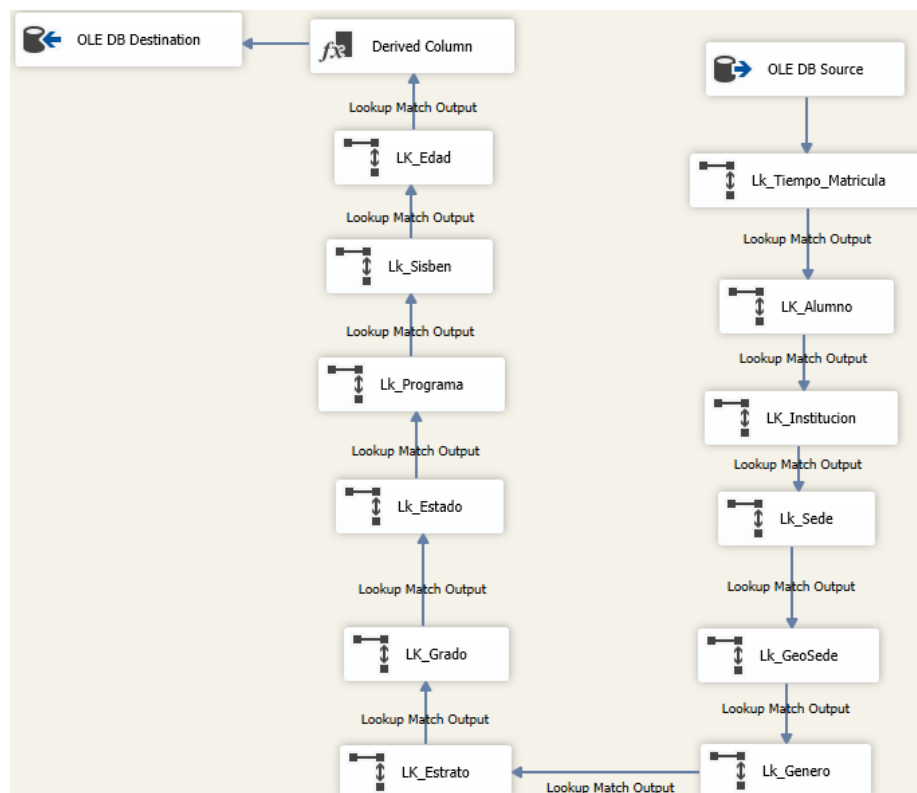 OLE DB Source
Lk_Tiempo_Matricula
Lookup Match Output
LK_Alumno
Lookup Match Output
LK_Institucion
Lookup Match Output
Lk_Sede
Lookup Match Output
Lk_GeoSede
Lookup Match Output
Lk_Genero
Lookup Match Output
LK_Estrato
Lookup Match Output
LK_Grado
Lookup Match Output
Lk_Estado
Lookup Match Output
Lk_Programa
Lookup Match Output
Lk_Sisben
Lookup Match Output
LK_Edad
Lookup Match Output
fx
Derived Column
OLE DB Destination